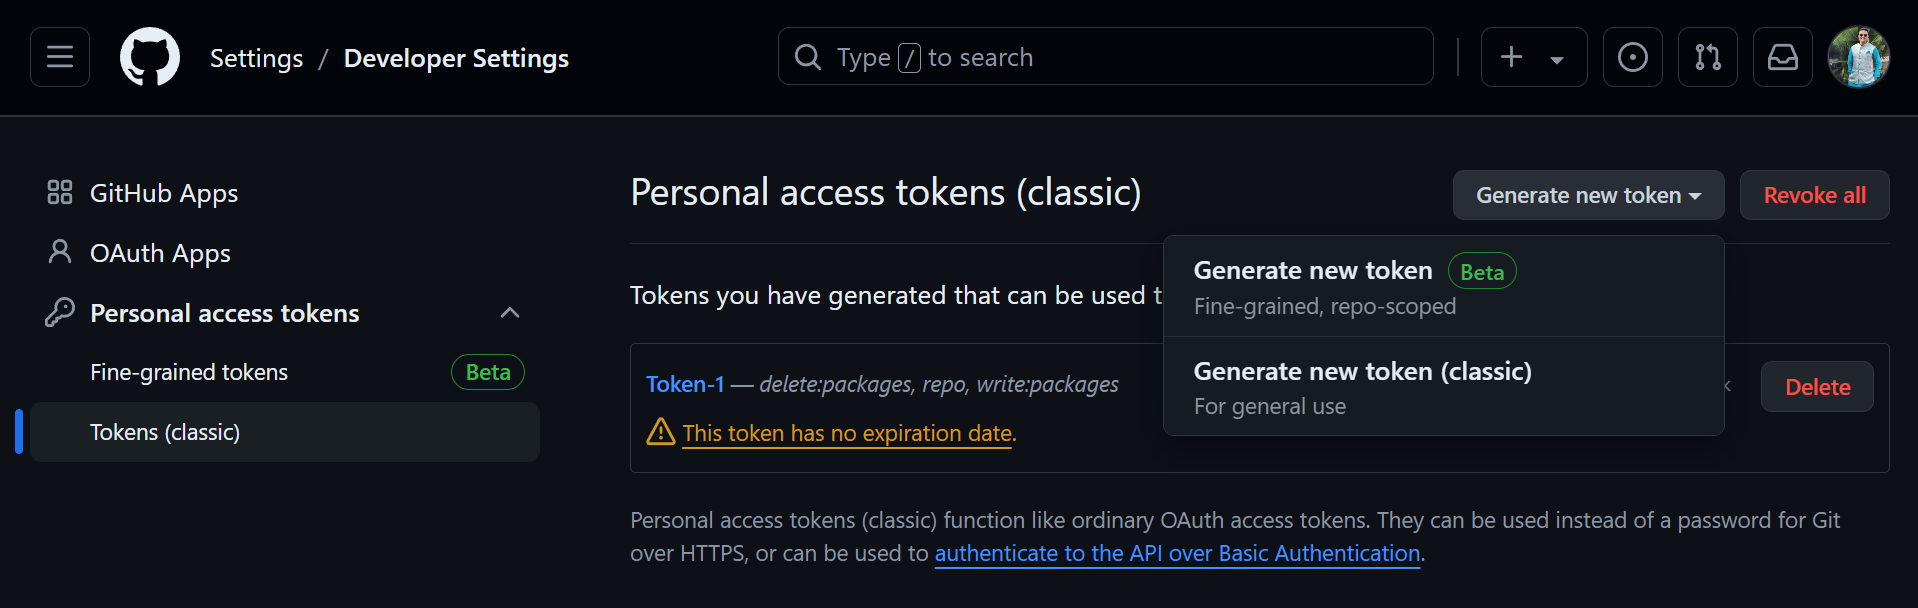 Settings / Developer Settings
Type / to search
GitHub Apps
OAuth Apps
Personal access tokens
Fine-grained tokens Beta
Tokens (classic)
Personal access tokens (classic)
Generate new token
Revoke all
Generate new token Beta
Fine-grained, repo-scoped
Generate new token (classic)
For general use
Tokens you have generated that can be used t
Token-1 — delete:packages, repo, write:packages
k
Delete
This token has no expiration date.
Personal access tokens (classic) function like ordinary OAuth access tokens. They can be used instead of a password for Git
over HTTPS, or can be used to authenticate to the API over Basic Authentication.